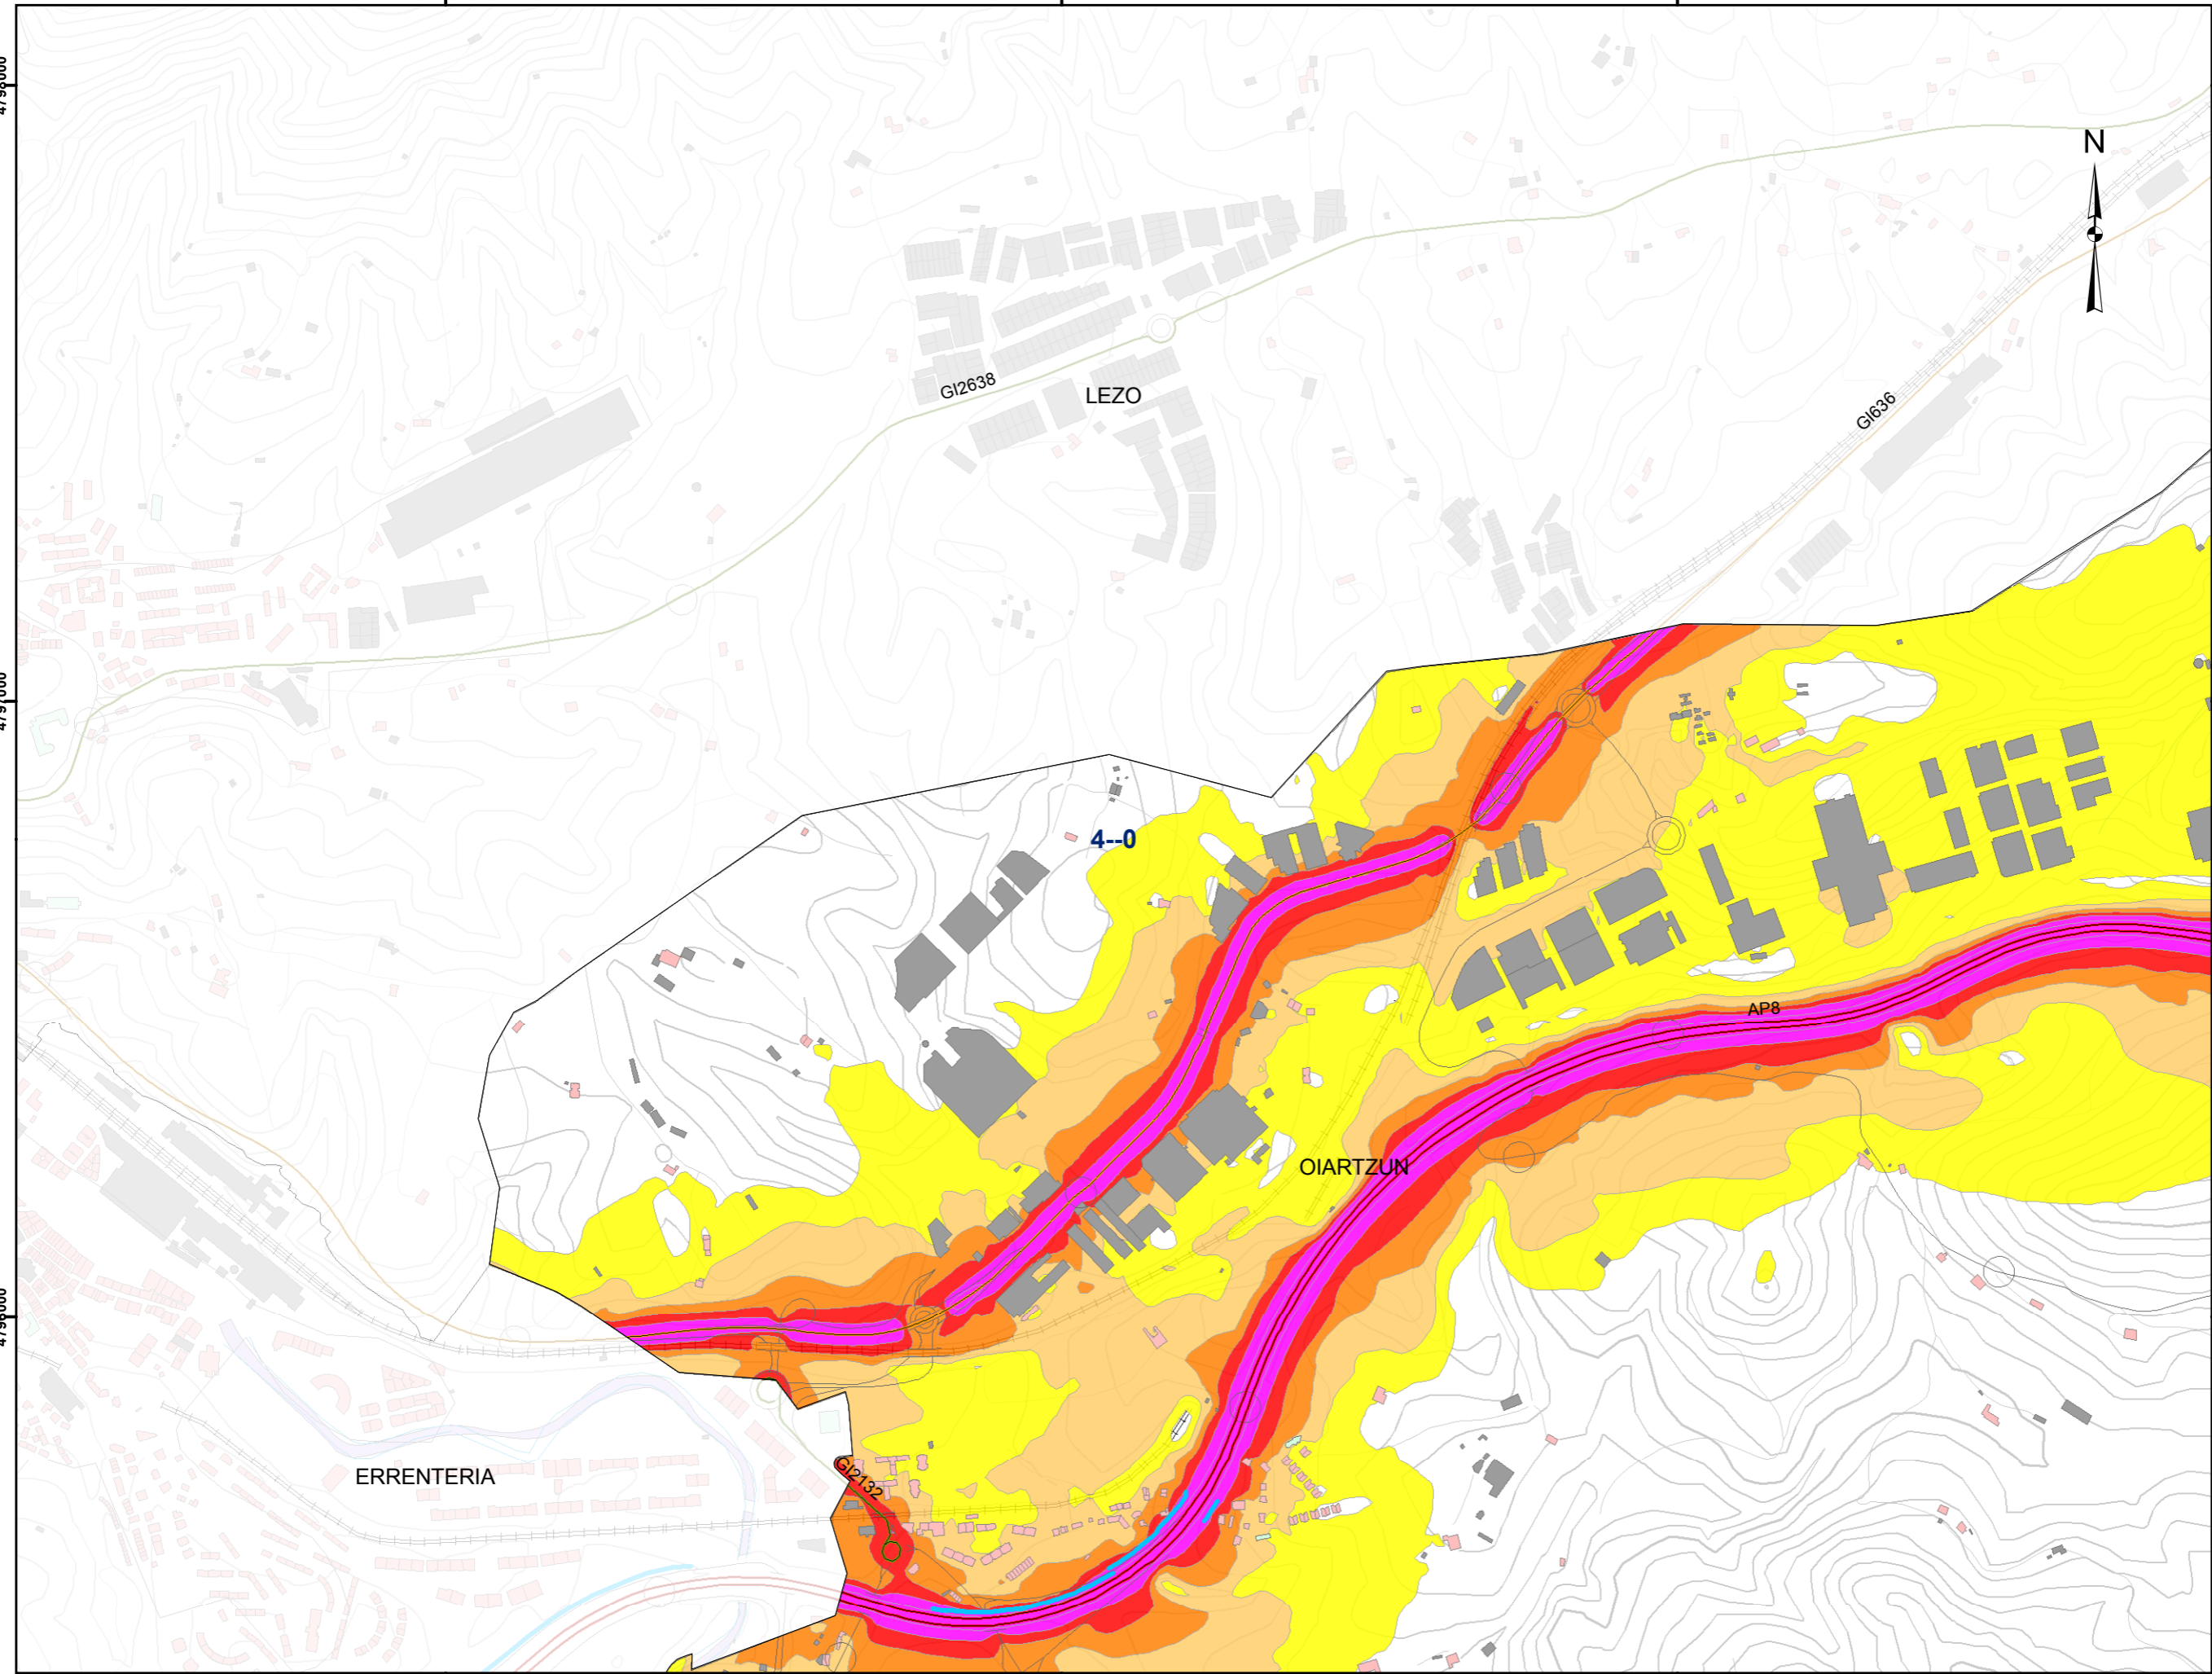 N
GI2638
LEZO
GI636
4--0
AP8
OIARTZUN
GI2132
ERRENTERIA